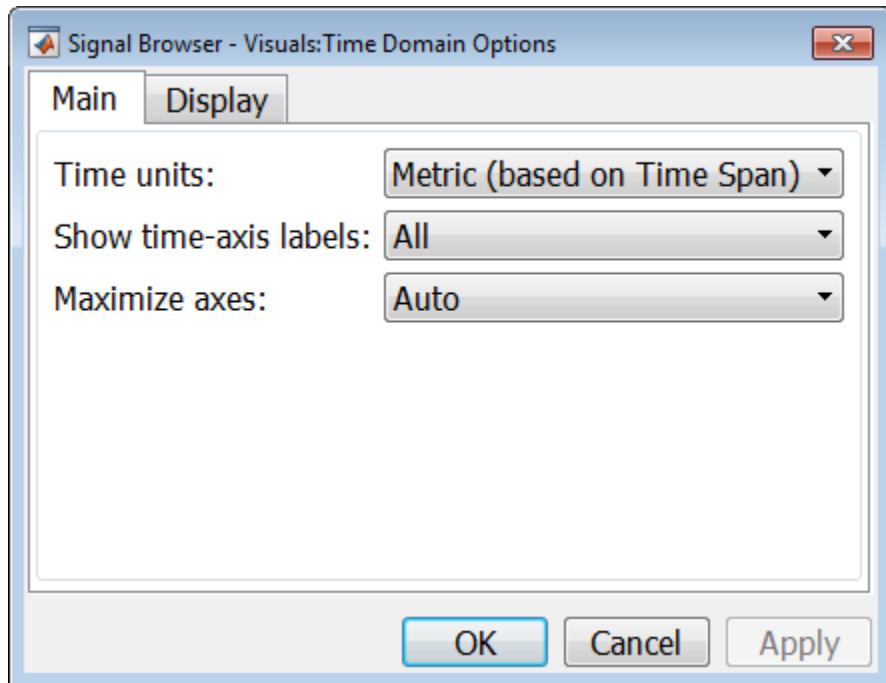 Signal Browser - Visuals:Time Domain Options
Main Display
Time units: Metric (based on Time Span)
Show time-axis labels: All
Maximize axes: Auto
OK Cancel Apply